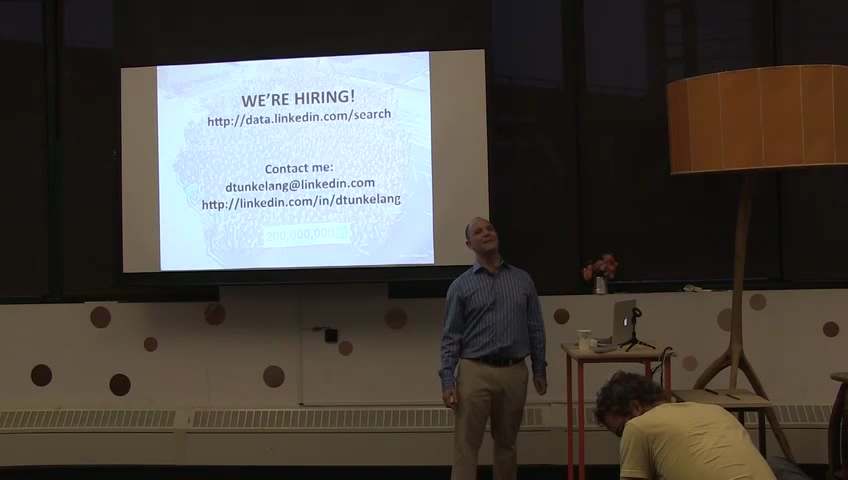 WE'RE HIRING!
http://data.linkedin.com/search
Contact me:
dtunkelang@linkedin.com
http://linkedin.com/in/dtunkelang
200,000,000